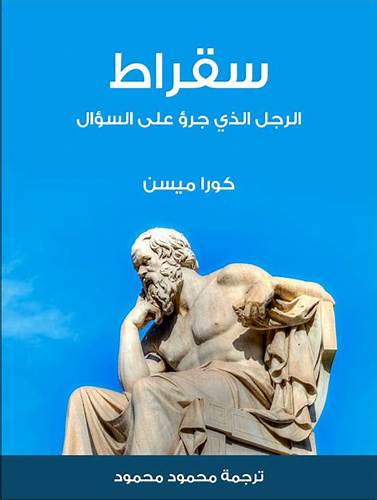 سقراط
الرجل الذي جرؤ على السؤال
كورا ميسن
ترجمة محمود محمود